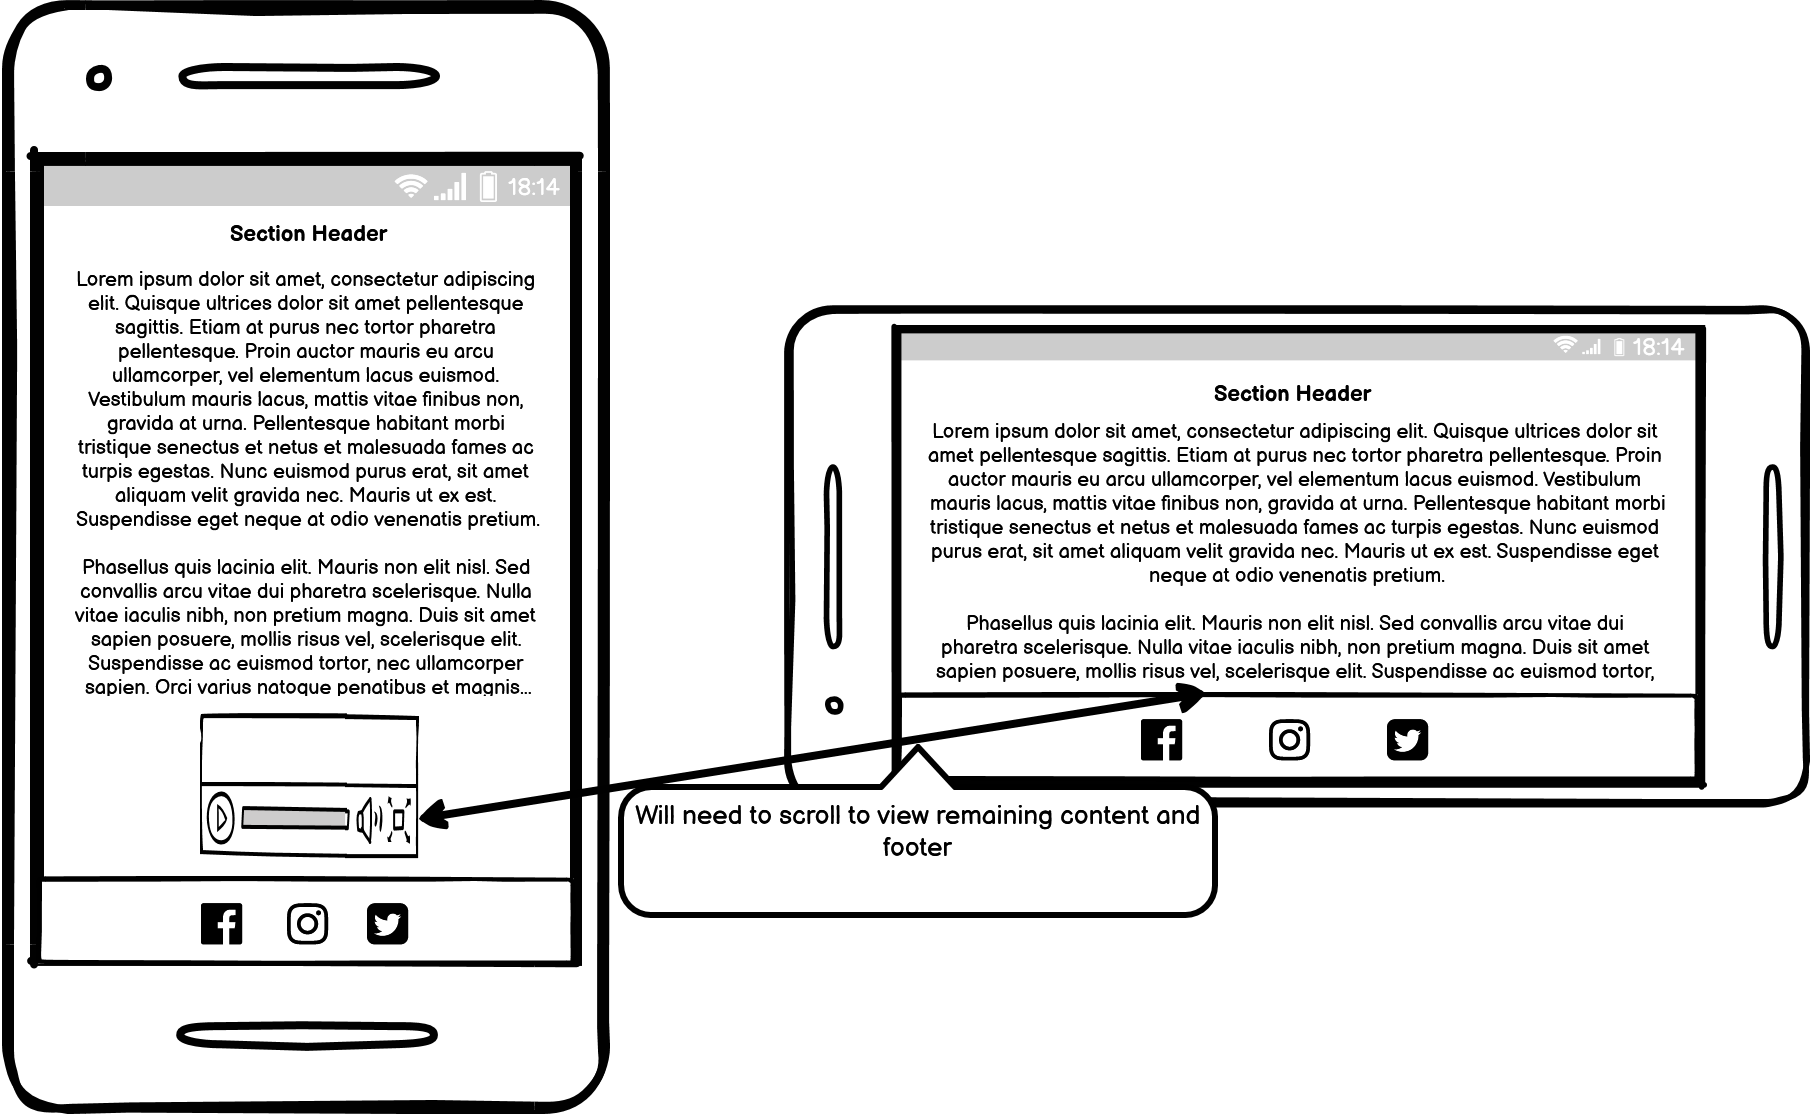 18:14
Section Header
Lorem ipsum dolor sit amet, consectetur adipiscing
elit. Quisque ultrices dolor sit amet pellentesque
sagittis. Etiam at purus nec tortor pharetra
pellentesque. Proin auctor mauris eu arcu
ullamcorper, vel elementum lacus euismod.
Vestibulum mauris lacus, mattis vitae finibus non,
gravida at urna. Pellentesque habitant morbi
tristique senectus et netus et malesuada fames ac
turpis egestas. Nunc euismod purus erat, sit amet
aliquam velit gravida nec. Mauris ut ex est.
Suspendisse eget neque at odio venenatis pretium.
Phasellus quis lacinia elit. Mauris non elit nisl. Sed
convallis arcu vitae dui pharetra scelerisque. Nulla
vitae iaculis nibh, non pretium magna. Duis sit amet
sapien posuere, mollis risus vel, scelerisque elit.
Suspendisse ac euismod tortor, nec ullamcorper
sapien. Orci varius natoque penatibus et magnis...
18:14
Section Header
Lorem ipsum dolor sit amet, consectetur adipiscing elit. Quisque ultrices dolor sit
amet pellentesque sagittis. Etiam at purus nec tortor pharetra pellentesque. Proin
auctor mauris eu arcu ullamcorper, vel elementum lacus euismod. Vestibulum
mauris lacus, mattis vitae finibus non, gravida at urna. Pellentesque habitant morbi
tristique senectus et netus et malesuada fames ac turpis egestas. Nunc euismod
purus erat, sit amet aliquam velit gravida nec. Mauris ut ex est. Suspendisse eget
neque at odio venenatis pretium.
Phasellus quis lacinia elit. Mauris non elit nisl. Sed convallis arcu vitae dui
pharetra scelerisque. Nulla vitae iaculis nibh, non pretium magna. Duis sit amet
sapien posuere, mollis risus vel, scelerisque elit. Suspendisse ac euismod tortor,
Will need to scroll to view remaining content and
footer